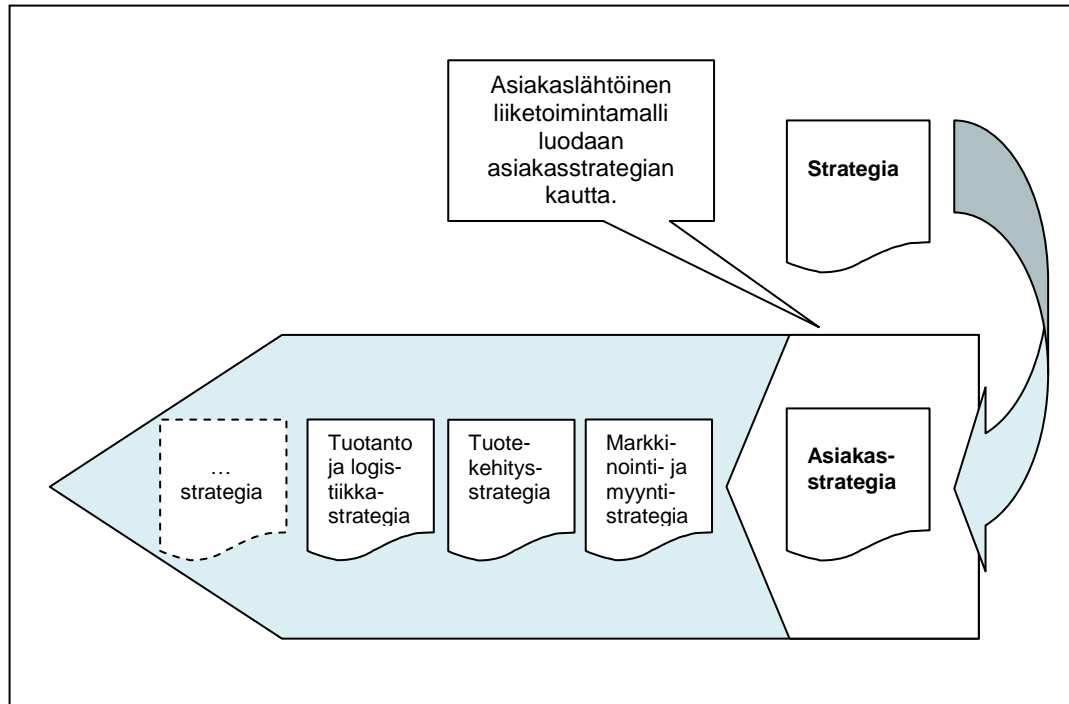 Asiakaslähtöinen
liiketoimintamalli
luodaan
asiakasstrategian
kautta.
Strategia
…
strategia
Tuotanto
ja logis-
tiikka-
strategia
Tuote-
kehitys-
strategia
Markki-
nointi- ja
myynti-
strategia
Asiakas-
strategia